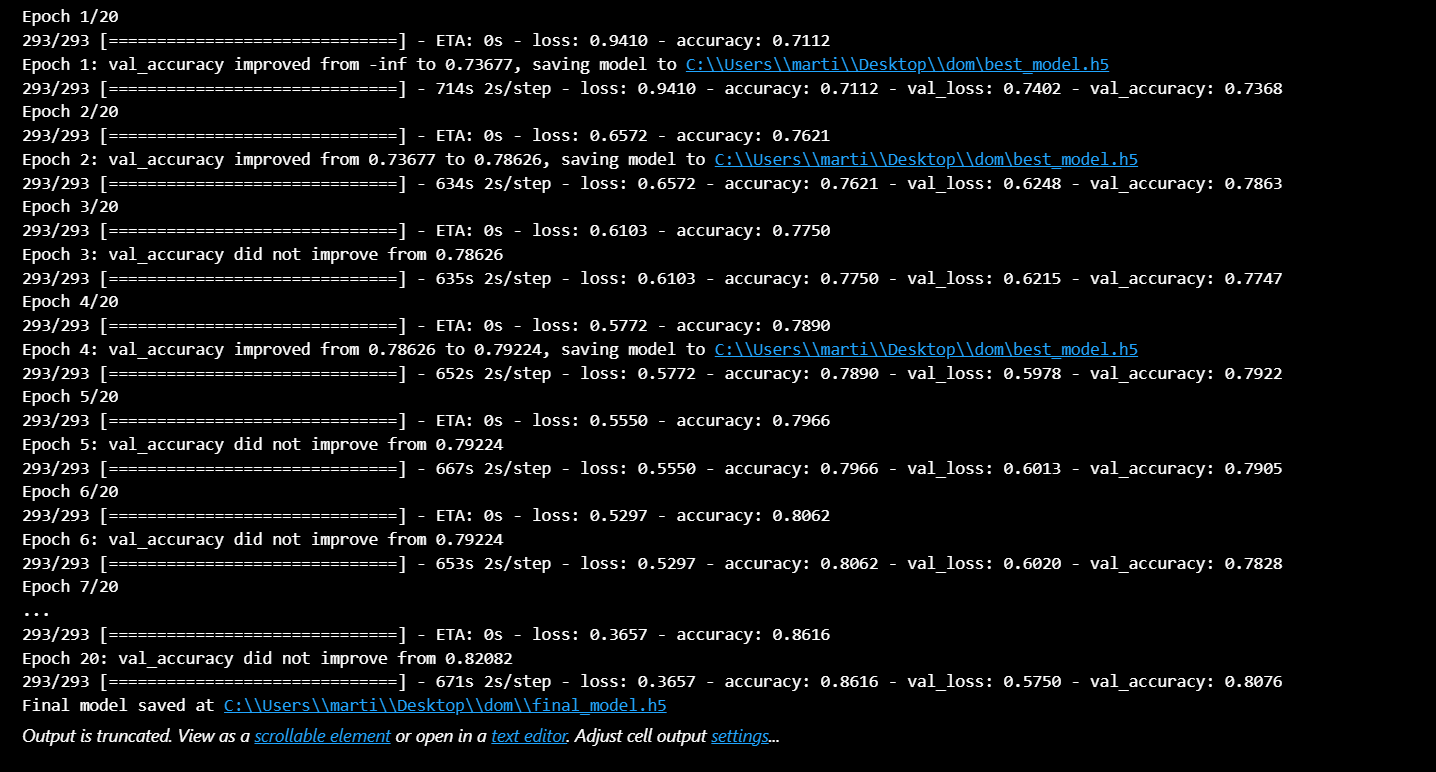 Epoch 1/20
293/293 [==============================] - ETA: 0s - loss: 0.9410 - accuracy: 0.7112
Epoch 1: val_accuracy improved from -inf to 0.73677, saving model to C:\\Users\\marti\\Desktop\\dom\best_model.h5
293/293 [==============================] - 714s 2s/step - loss: 0.9410 - accuracy: 0.7112 - val_loss: 0.7402 - val_accuracy: 0.7368
Epoch 2/20
293/293 [==============================] - ETA: 0s - loss: 0.6572 - accuracy: 0.7621
Epoch 2: val_accuracy improved from 0.73677 to 0.78626, saving model to C:\\Users\\marti\\Desktop\\dom\best_model.h5
293/293 [==============================] - 634s 2s/step - loss: 0.6572 - accuracy: 0.7621 - val_loss: 0.6248 - val_accuracy: 0.7863
Epoch 3/20
293/293 [==============================] - ETA: 0s - loss: 0.6103 - accuracy: 0.7750
Epoch 3: val_accuracy did not improve from 0.78626
293/293 [==============================] - 635s 2s/step - loss: 0.6103 - accuracy: 0.7750 - val_loss: 0.6215 - val_accuracy: 0.7747
Epoch 4/20
293/293 [==============================] - ETA: 0s - loss: 0.5772 - accuracy: 0.7890
Epoch 4: val_accuracy improved from 0.78626 to 0.79224, saving model to C:\\Users\\marti\\Desktop\\dom\best_model.h5
293/293 [==============================] - 652s 2s/step - loss: 0.5772 - accuracy: 0.7890 - val_loss: 0.5978 - val_accuracy: 0.7922
Epoch 5/20
293/293 [==============================] - ETA: 0s - loss: 0.5550 - accuracy: 0.7966
Epoch 5: val_accuracy did not improve from 0.79224
293/293 [==============================] - 667s 2s/step - loss: 0.5550 - accuracy: 0.7966 - val_loss: 0.6013 - val_accuracy: 0.7905
Epoch 6/20
293/293 [==============================] - ETA: 0s - loss: 0.5297 - accuracy: 0.8062
Epoch 6: val_accuracy did not improve from 0.79224
293/293 [==============================] - 653s 2s/step - loss: 0.5297 - accuracy: 0.8062 - val_loss: 0.6020 - val_accuracy: 0.7828
Epoch 7/20
...
293/293 [==============================] - ETA: 0s - loss: 0.3657 - accuracy: 0.8616
Epoch 20: val_accuracy did not improve from 0.82082
293/293 [==============================] - 671s 2s/step - loss: 0.3657 - accuracy: 0.8616 - val_loss: 0.5750 - val_accuracy: 0.8076
Final model saved at C:\\Users\\marti\\Desktop\\dom\\final_model.h5
Output is truncated. View as a scrollable element or open in a text editor. Adjust cell output settings...